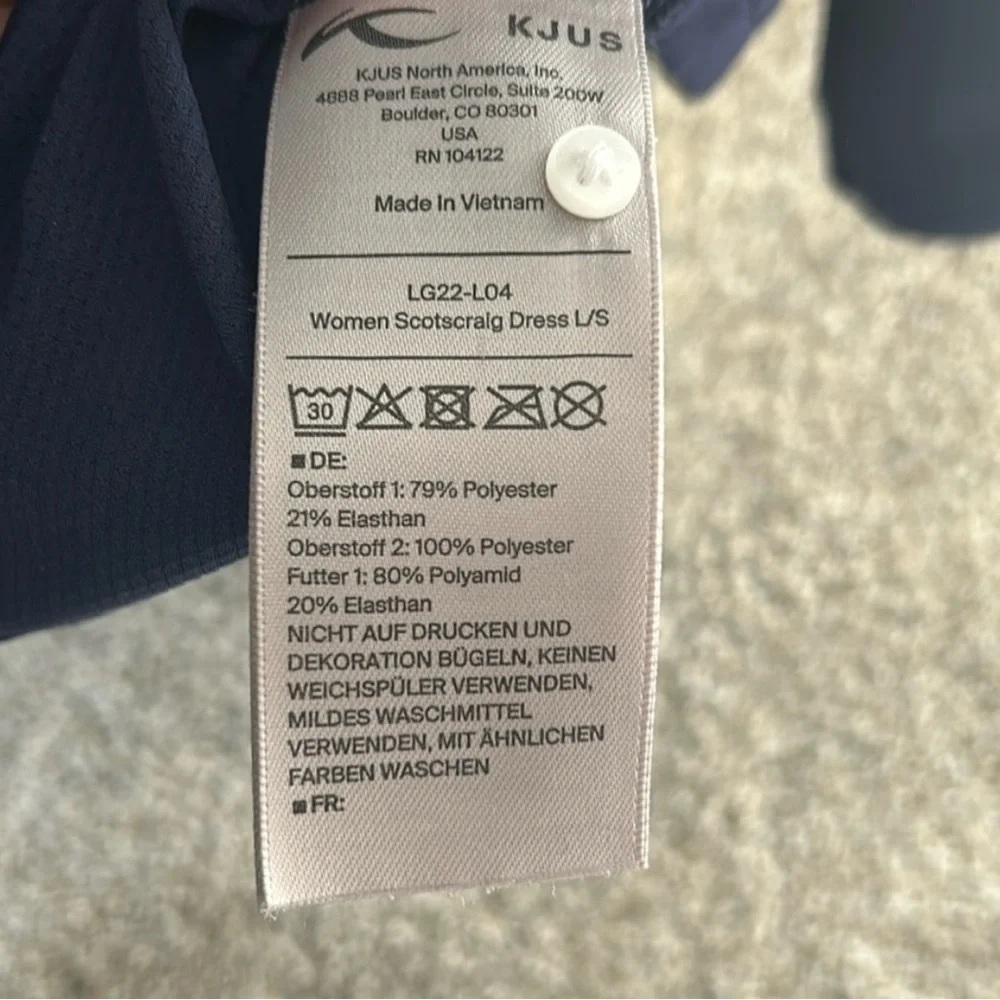 KJUS
KJUS North America, Inc.
4888 Pearl East Circle, Suite 200W
Boulder, CO 80301
USA
RN 104122
Made In Vietnam
LG22-L04
Women Scotscraig Dress L/S
30
DE:
Oberstoff 1: 79% Polyester
21% Elasthan
Oberstoff 2: 100% Polyester
Futter 1: 80% Polyamid
20% Elasthan
NICHT AUF DRUCKEN UND
DEKORATION BÜGELN, KEINEN
WEICHSPÜLER VERWENDEN,
MILDES WASCHMITTEL
VERWENDEN, MIT ÄHNLICHEN
FARBEN WASCHEN
FR: